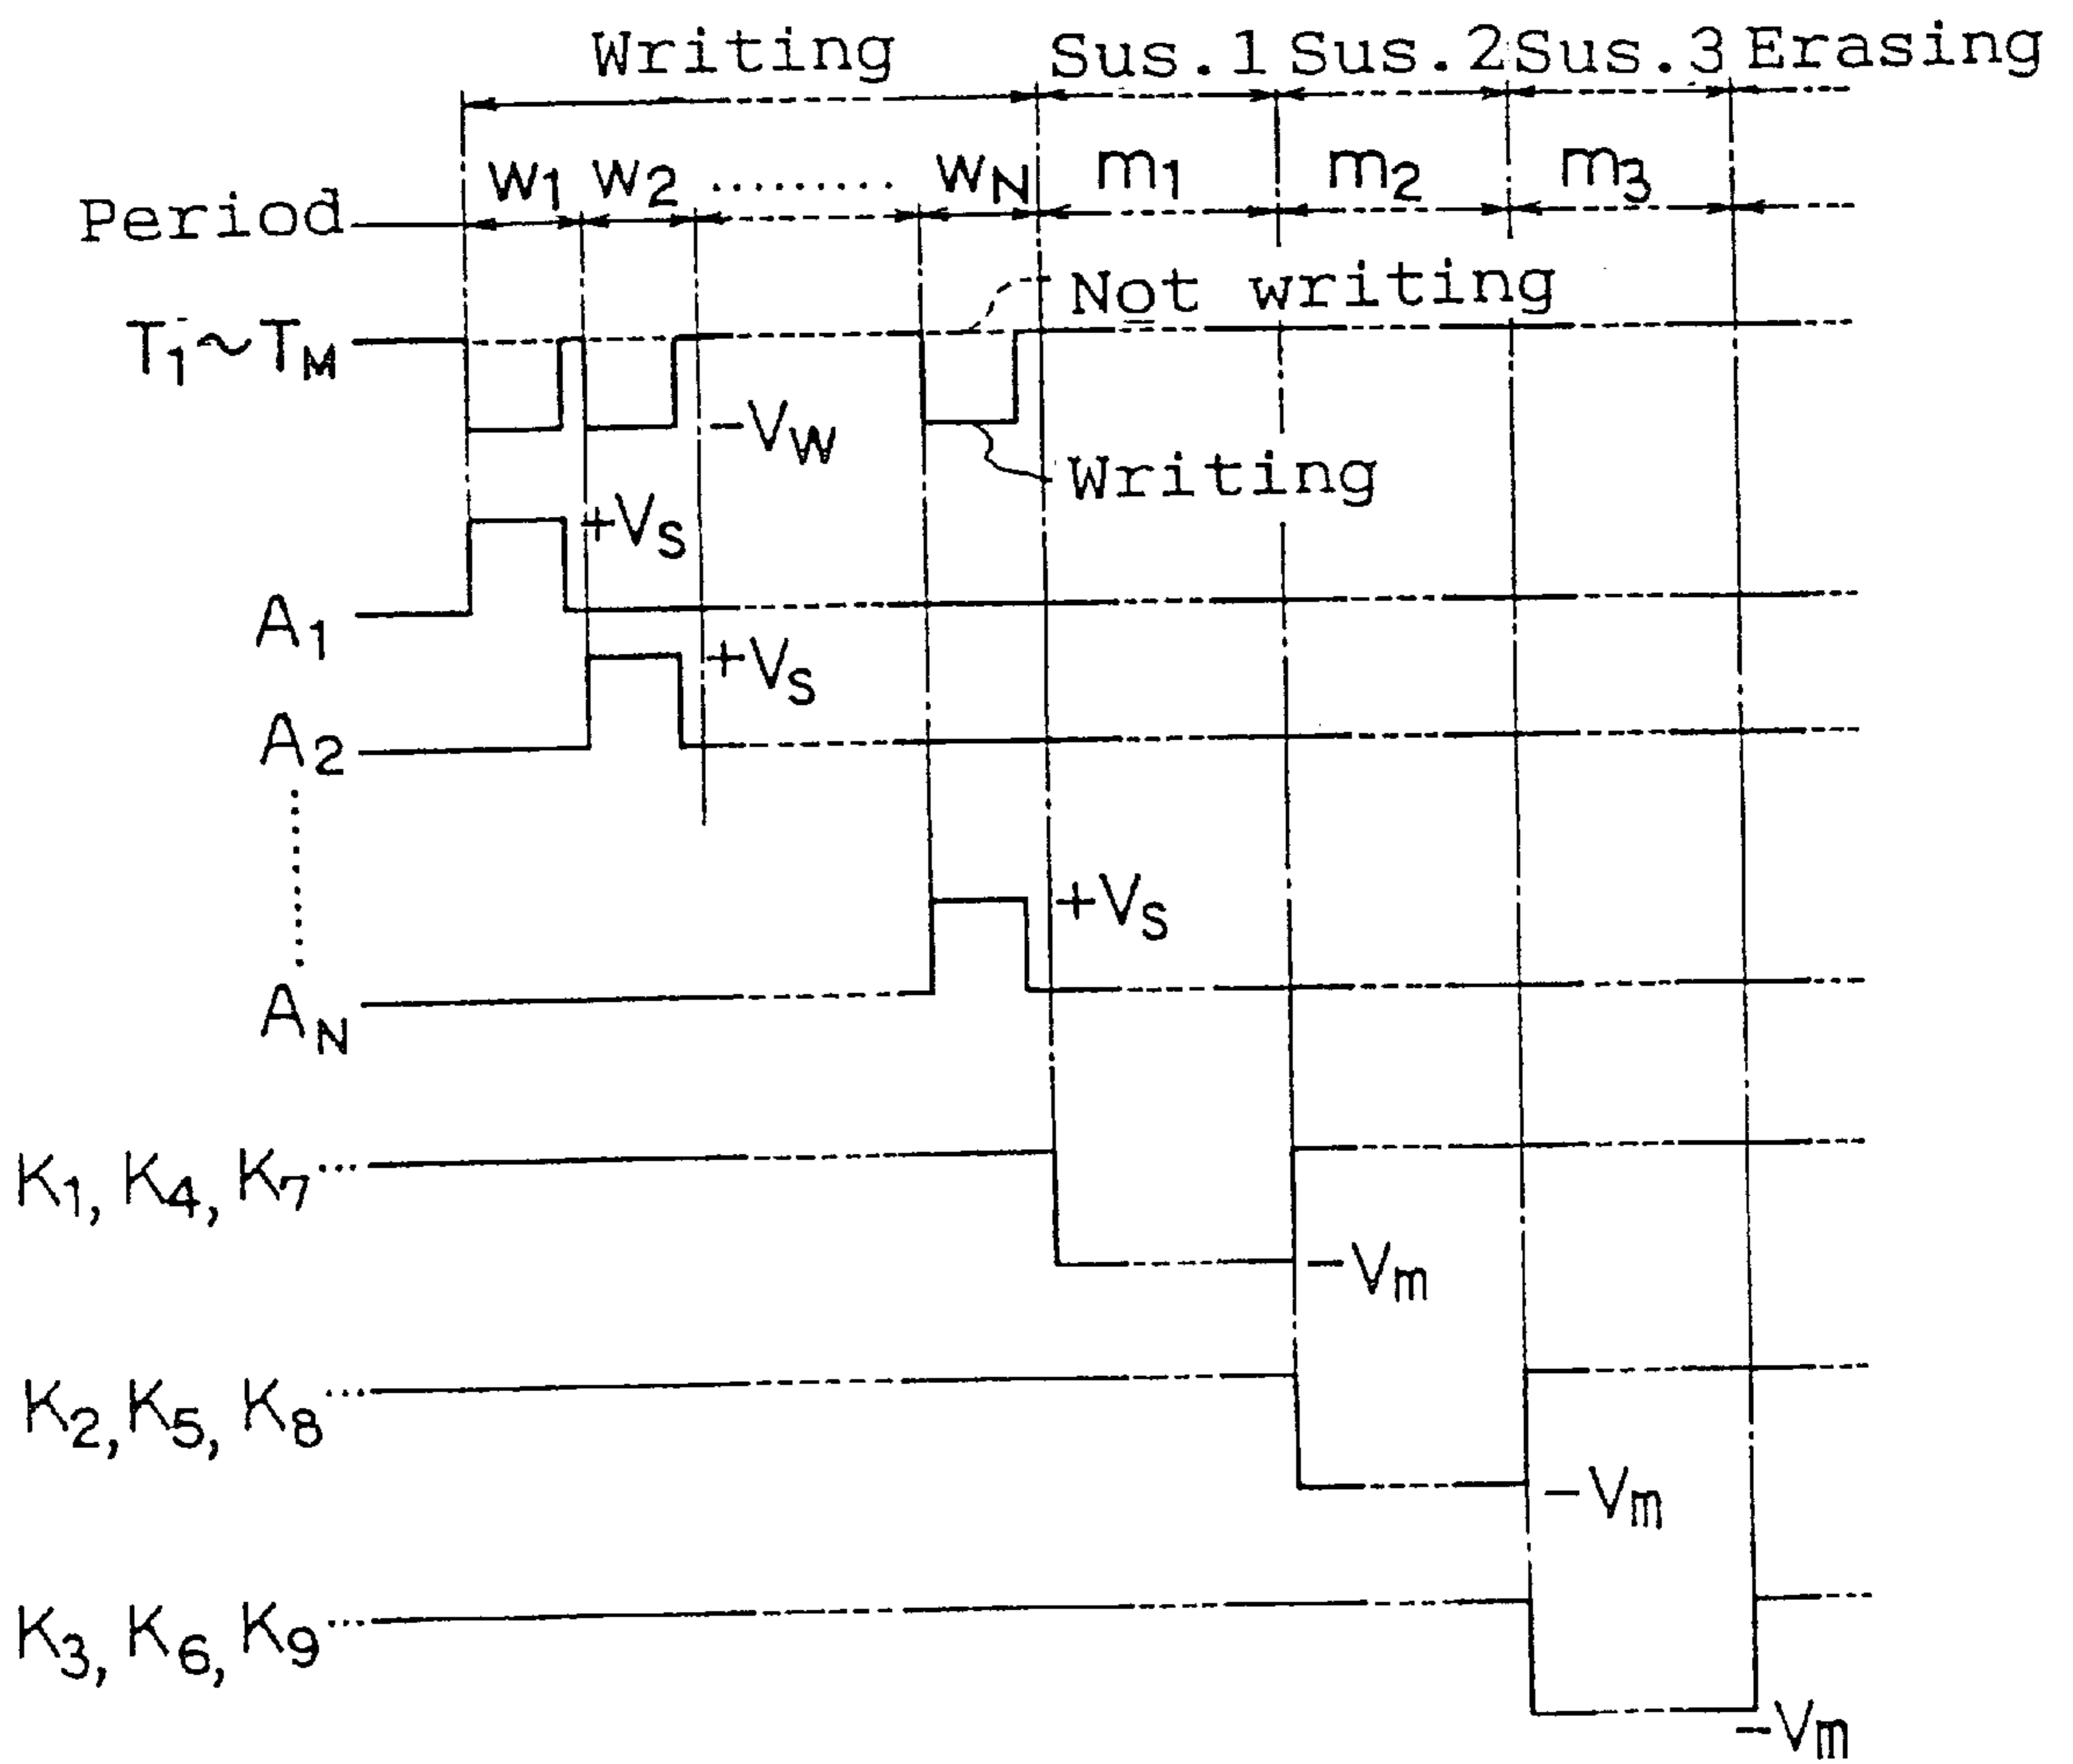 Writing Sus.1 Sus.2 Sus.3 Erasing
Period W1 W2 ......... WN m1 m2 m3
Not writing
T1~TM
-VW
Writing
+VS
A1
+VS
A2
+VS
AN
K1, K4, K7...
-Vm
K2, K5, K8...
-Vm
K3, K6, K9...
-Vm